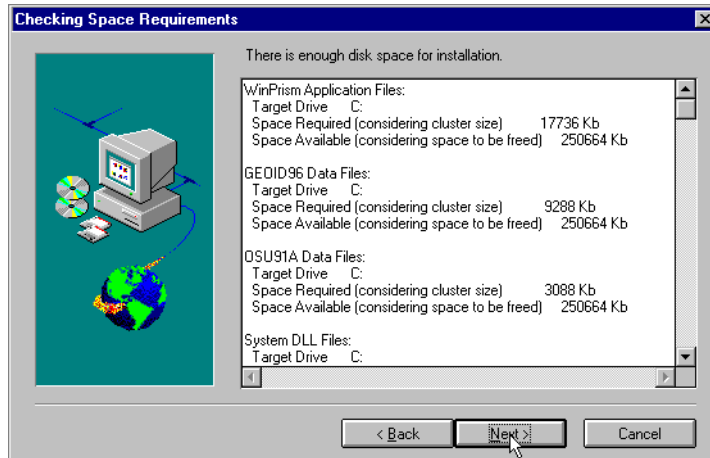 Checking Space Requirements
There is enough disk space for installation.
WinPrism Application Files:
Target Drive C:
Space Required (considering cluster size) 17736 Kb
Space Available (considering space to be freed) 250664 Kb
GEOID96 Data Files:
Target Drive C:
Space Required (considering cluster size) 9288 Kb
Space Available (considering space to be freed) 250664 Kb
OSU91A Data Files:
Target Drive C:
Space Required (considering cluster size) 3088 Kb
Space Available (considering space to be freed) 250664 Kb
System DLL Files:
Target Drive C:
< Back Next > Cancel